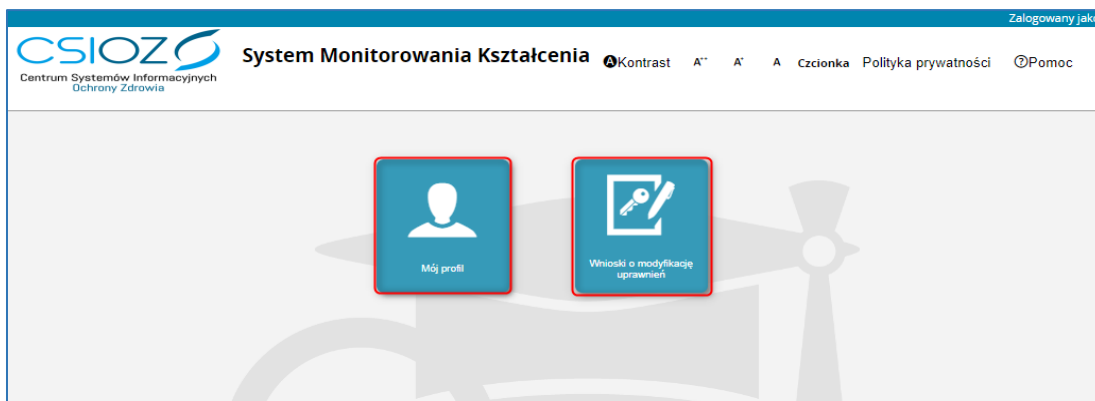 Zalogowany jako
CSIOZ
Centrum Systemów Informacyjnych
Ochrony Zdrowia
System Monitorowania Kształcenia
A Kontrast A++ A+ A Czcionka Polityka prywatności ?Pomoc
Mój profil
Wnioski o modyfikację
uprawnień